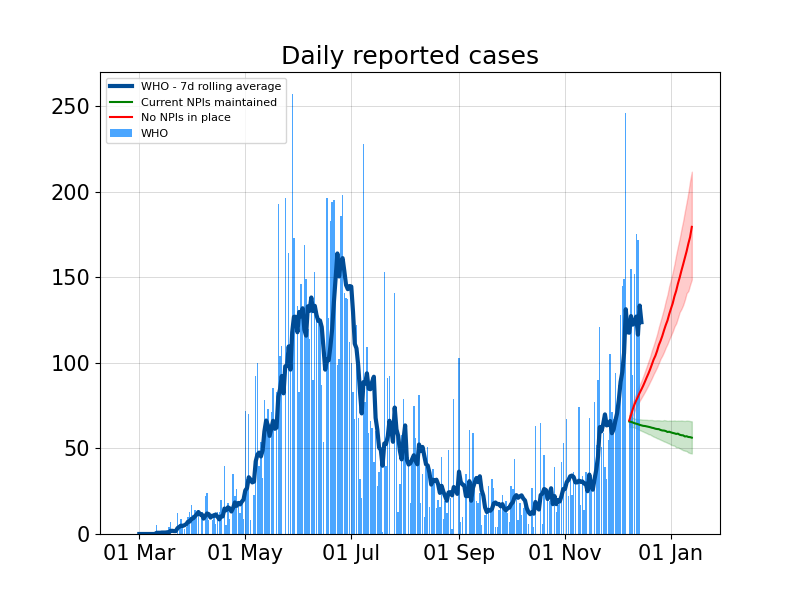 Daily reported cases
WHO - 7d rolling average
Current NPIs maintained
No NPIs in place
WHO
250
200
150
100
50
0
01 Mar 01 May 01 Jul 01 Sep 01 Nov 01 Jan